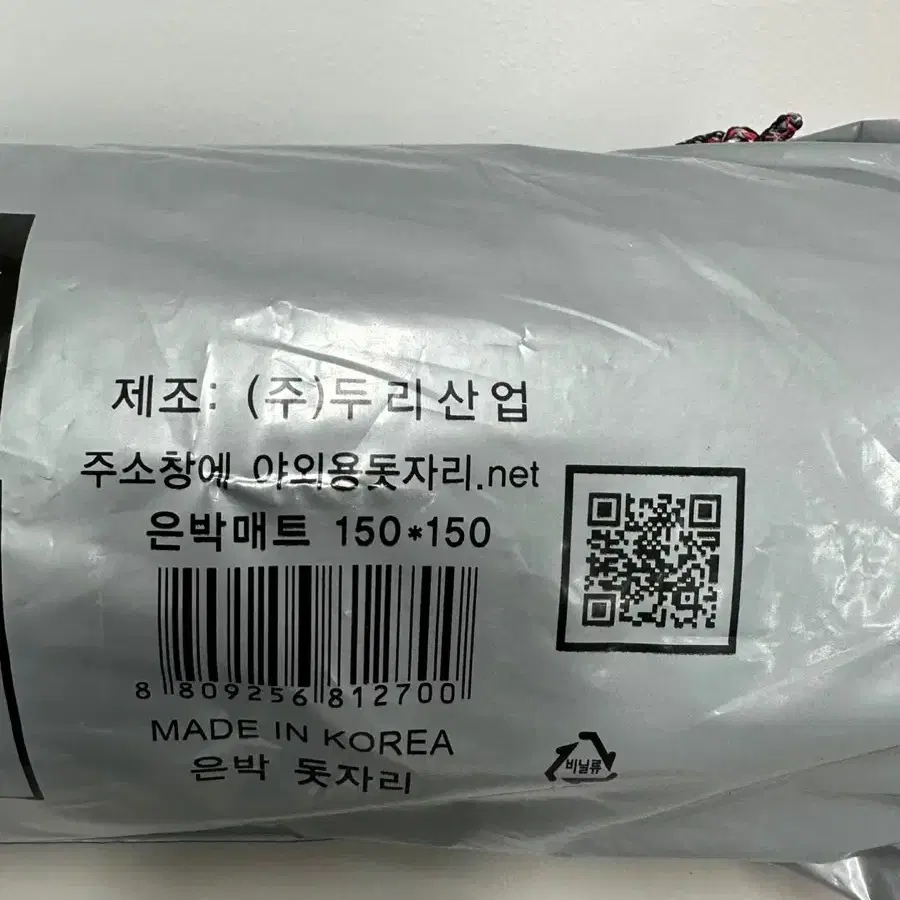 제조: (주)두리산업
주소창에 야외용돗자리.net
은박매트 150*150
8 809256 812700
MADE IN KOREA
은박 돗자리
비닐류